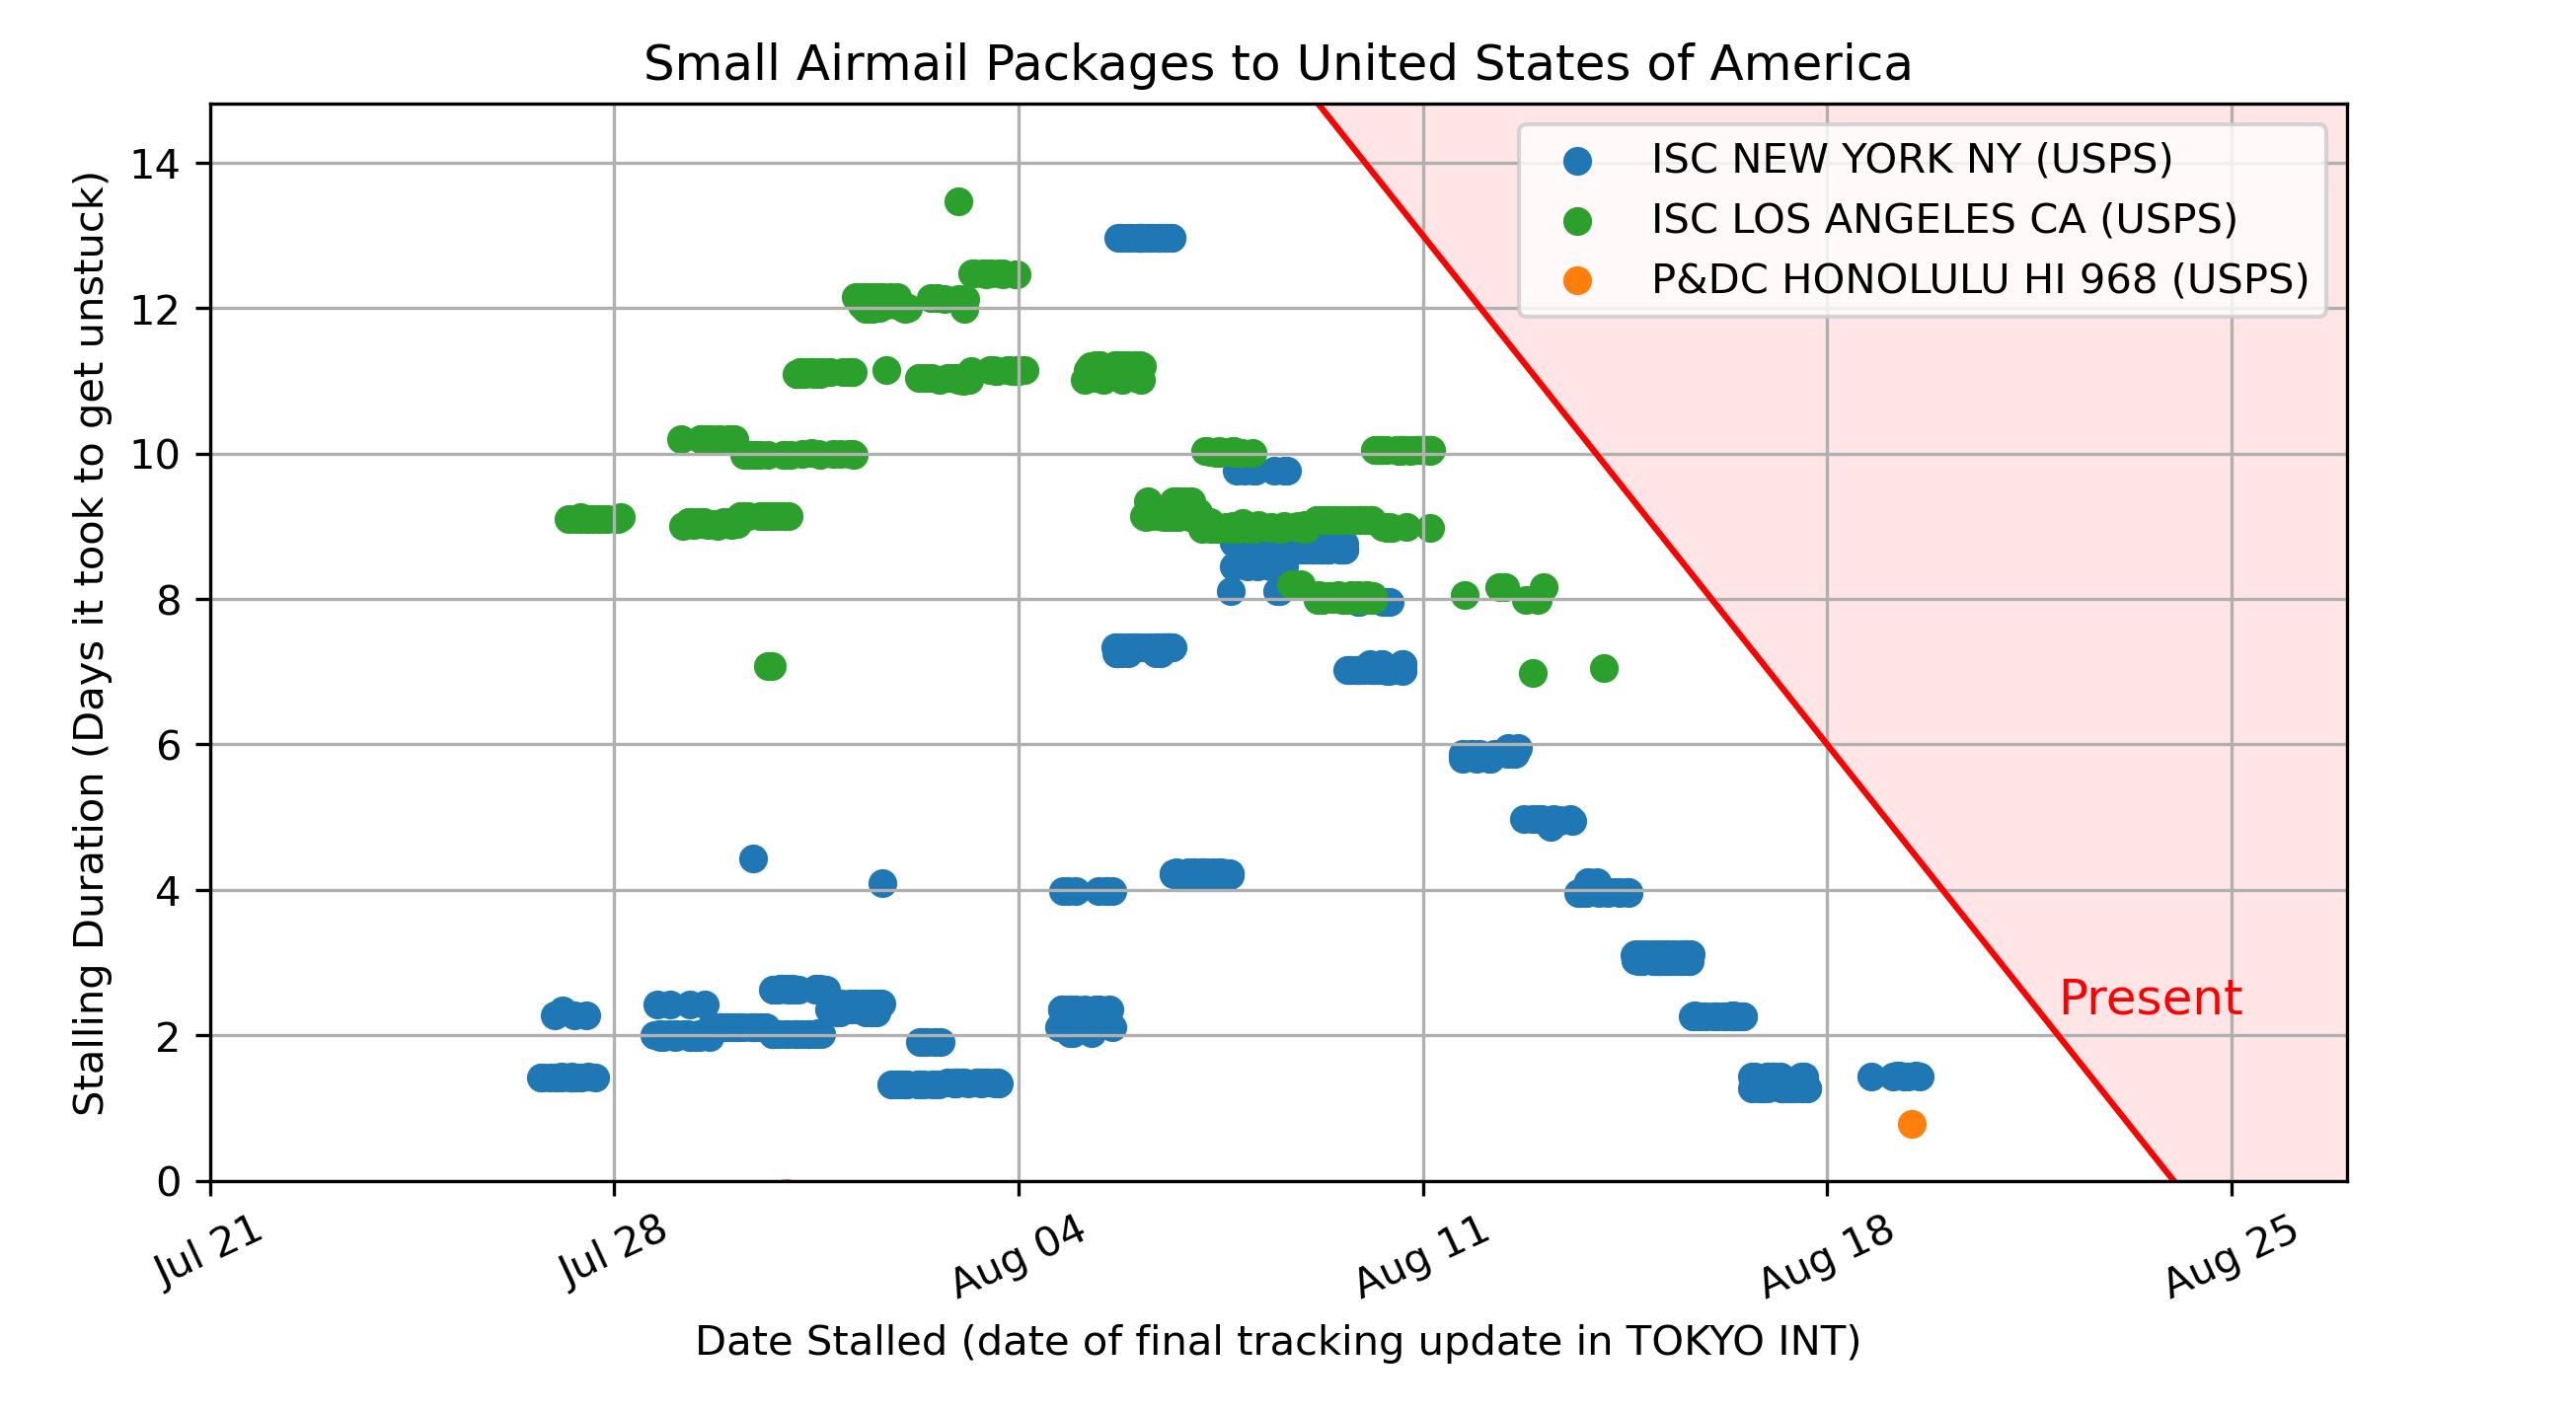 Small Airmail Packages to United States of America
ISC NEW YORK NY (USPS)
ISC LOS ANGELES CA (USPS)
P&DC HONOLULU HI 968 (USPS)
Stalling Duration (Days it took to get unstuck)
14
12
10
8
6
4
2
0
Present
Jul 21
Jul 28
Aug 04
Aug 11
Aug 18
Aug 25
Date Stalled (date of final tracking update in TOKYO INT)